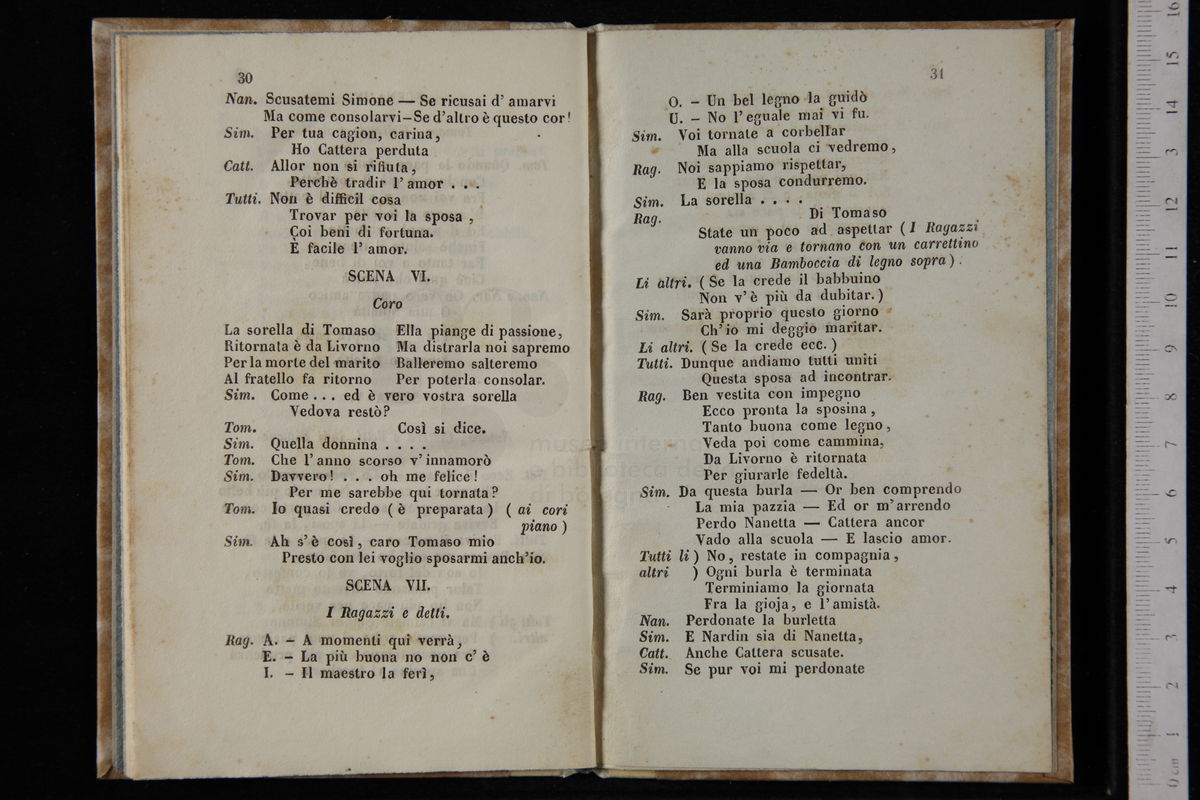 30
Nan. Scusatemi Simone — Se ricusai d' amarvi
Ma come consolarvi—Se d'altro è questo cor!
Sim. Per tua cagion, carina,
Ho Cattera perduta
Catt. Allor non si rifiuta,
Perchè tradir l' amor . . .
Tutti. Non è difficil cosa
Trovar per voi la sposa,
Coi beni di fortuna.
È facile l' amor.
SCENA VI.
Coro
La sorella di Tomaso Ella piange di passione,
Ritornata è da Livorno Ma distrarla noi sapremo
Per la morte del marito Balleremo salteremo
Al fratello fa ritorno Per poterla consolar.
Sim. Come . . . ed è vero vostra sorella
Vedova restò?
Tom. Così si dice.
Sim. Quella donnina . . . .
Tom. Che l' anno scorso v' innamorò
Sim. Davvero! . . . oh me felice!
Per me sarebbe qui tornata?
Tom. Io quasi credo (è preparata) (ai cori
piano)
Sim. Ah s' è così, caro Tomaso mio
Presto con lei voglio sposarmi anch'io.
SCENA VII.
I Ragazzi e detti.
Rag. A. — A momenti qui verrà,
E. — La più buona no non c' è
I. — Il maestro la ferì,
31
O. — Un bel legno la guidò
U. — No l' eguale mai vi fu.
Sim. Voi tornate a corbellar
Ma alla scuola ci vedremo,
Rag. Noi sappiamo rispettar,
E la sposa condurremo.
Sim. La sorella . . . .
Rag. Di Tomaso
State un poco ad aspettar (I Ragazzi
vanno via e tornano con un carrettino
ed una Bamboccia di legno sopra).
Li altri. (Se la crede il babbuino
Non v' è più da dubitar.)
Sim. Sarà proprio questo giorno
Ch' io mi deggio maritar.
Li altri. (Se la crede ecc.)
Tutti. Dunque andiamo tutti uniti
Questa sposa ad incontrar.
Rag. Ben vestita con impegno
Ecco pronta la sposina,
Tanto buona come legno,
Veda poi come cammina,
Da Livorno è ritornata
Per giurarle fedeltà.
Sim. Da questa burla — Or ben comprendo
La mia pazzia — Ed or m' arrendo
Perdo Nanetta — Cattera ancor
Vado alla scuola — E lascio amor.
Tutti li ) No, restate in compagnia,
altri ) Ogni burla è terminata
Terminiamo la giornata
Fra la gioja, e l' amistà.
Nan. Perdonate la burletta
Sim. E Nardin sia di Nanetta,
Catt. Anche Cattera scusate.
Sim. Se pur voi mi perdonate